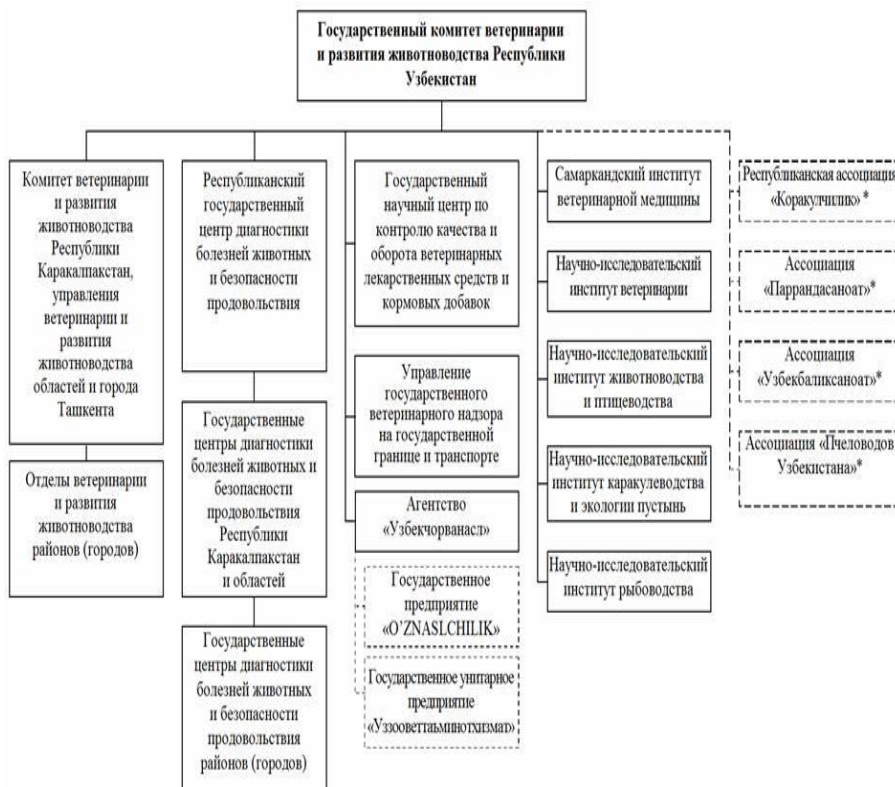 Государственный комитет ветеринарии
и развития животноводства Республики
Узбекистан
Комитет ветеринарии
и развития
животноводства
Республики
Каракалпакстан,
управления
ветеринарии и
развития
животноводства
областей и города
Ташкента
Отделы ветеринарии
и развития
животноводства
районов (городов)
Республиканский
государственный
центр диагностики
болезней животных
и безопасности
продовольствия
Государственные
центры диагностики
болезней животных и
безопасности
продовольствия
Республики
Каракалпакстан
и областей
Государственные
центры диагностики
болезней животных
и безопасности
продовольствия
районов (городов)
Государственный
научный центр по
контролю качества и
оборота ветеринарных
лекарственных средств и
кормовых добавок
Управление
государственного
ветеринарного надзора
на государственной
границе и транспорте
Агентство
«Узбекчорванасл»
Государственное
предприятие
«O’ZNASLCHILIK»
Государственное унитарное
предприятие
«Уззооветтаьминотхизмат»
Самаркандский институт
ветеринарной медицины
Научно-исследовательский
институт ветеринарии
Научно-исследовательский
институт животноводства
и птицеводства
Научно-исследовательский
институт каракулеводства
и экологии пустынь
Научно-исследовательский
институт рыбоводства
Республиканская ассоциация
«Коракулчилик» *
Ассоциация
«Паррандасаноат»*
Ассоциация
«Узбекбаликсаноат»*
Ассоциация «Пчеловодов
Узбекистана»*